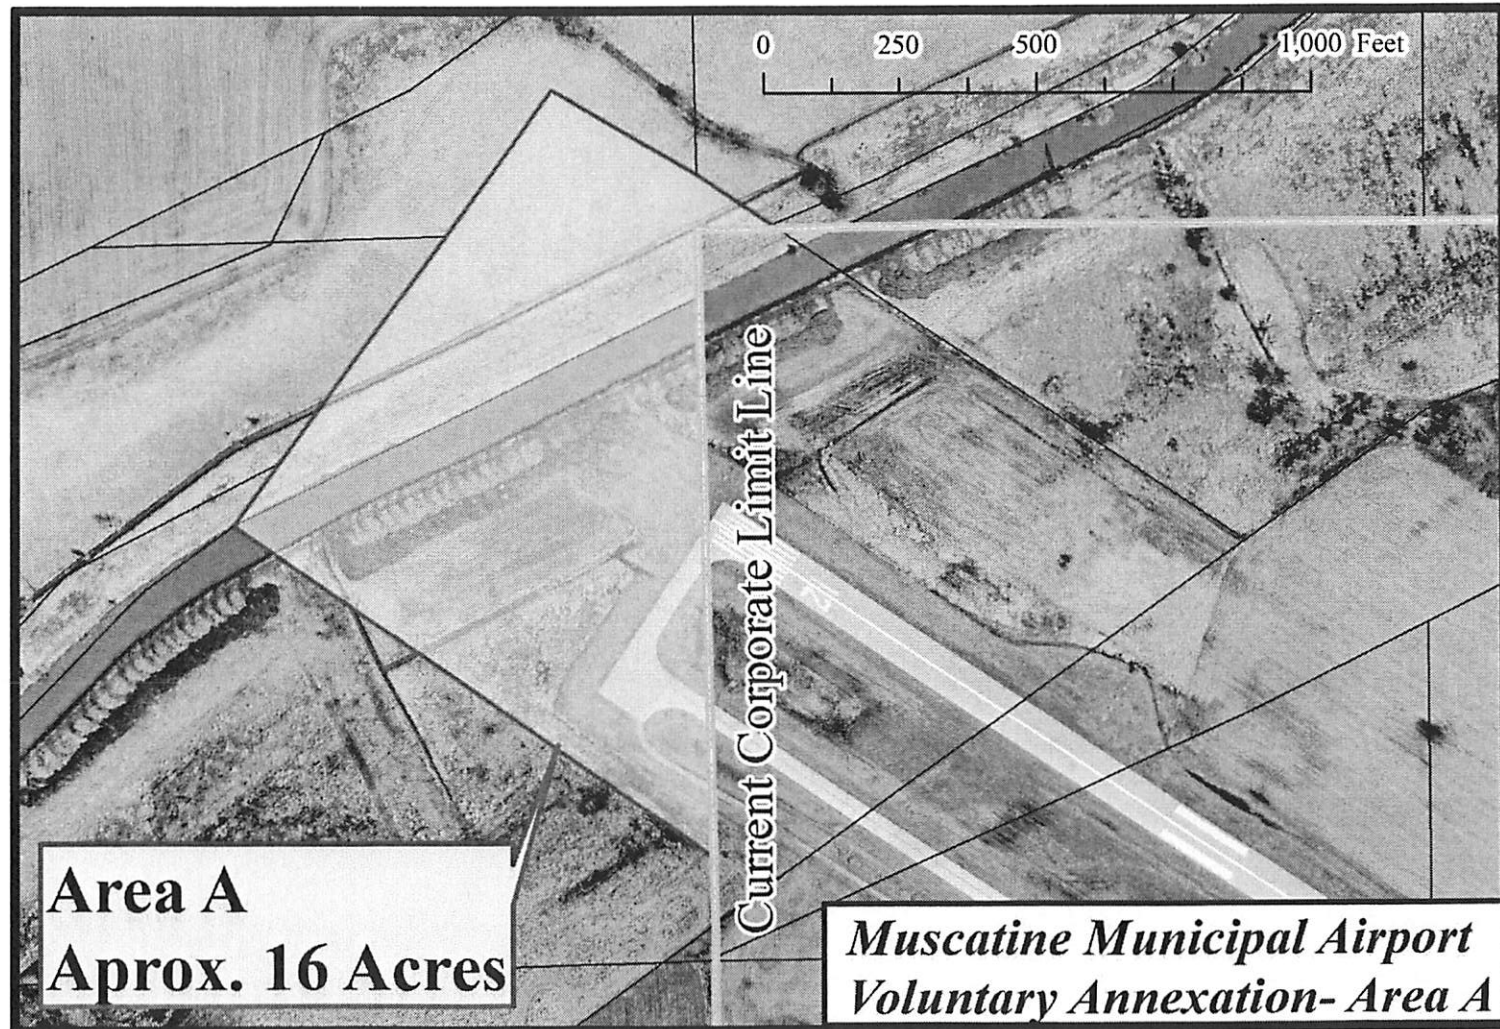 0 250 500 1,000 Feet
Current Corporate Limit Line
Area A
Aprox. 16 Acres
Muscatine Municipal Airport
Voluntary Annexation- Area A